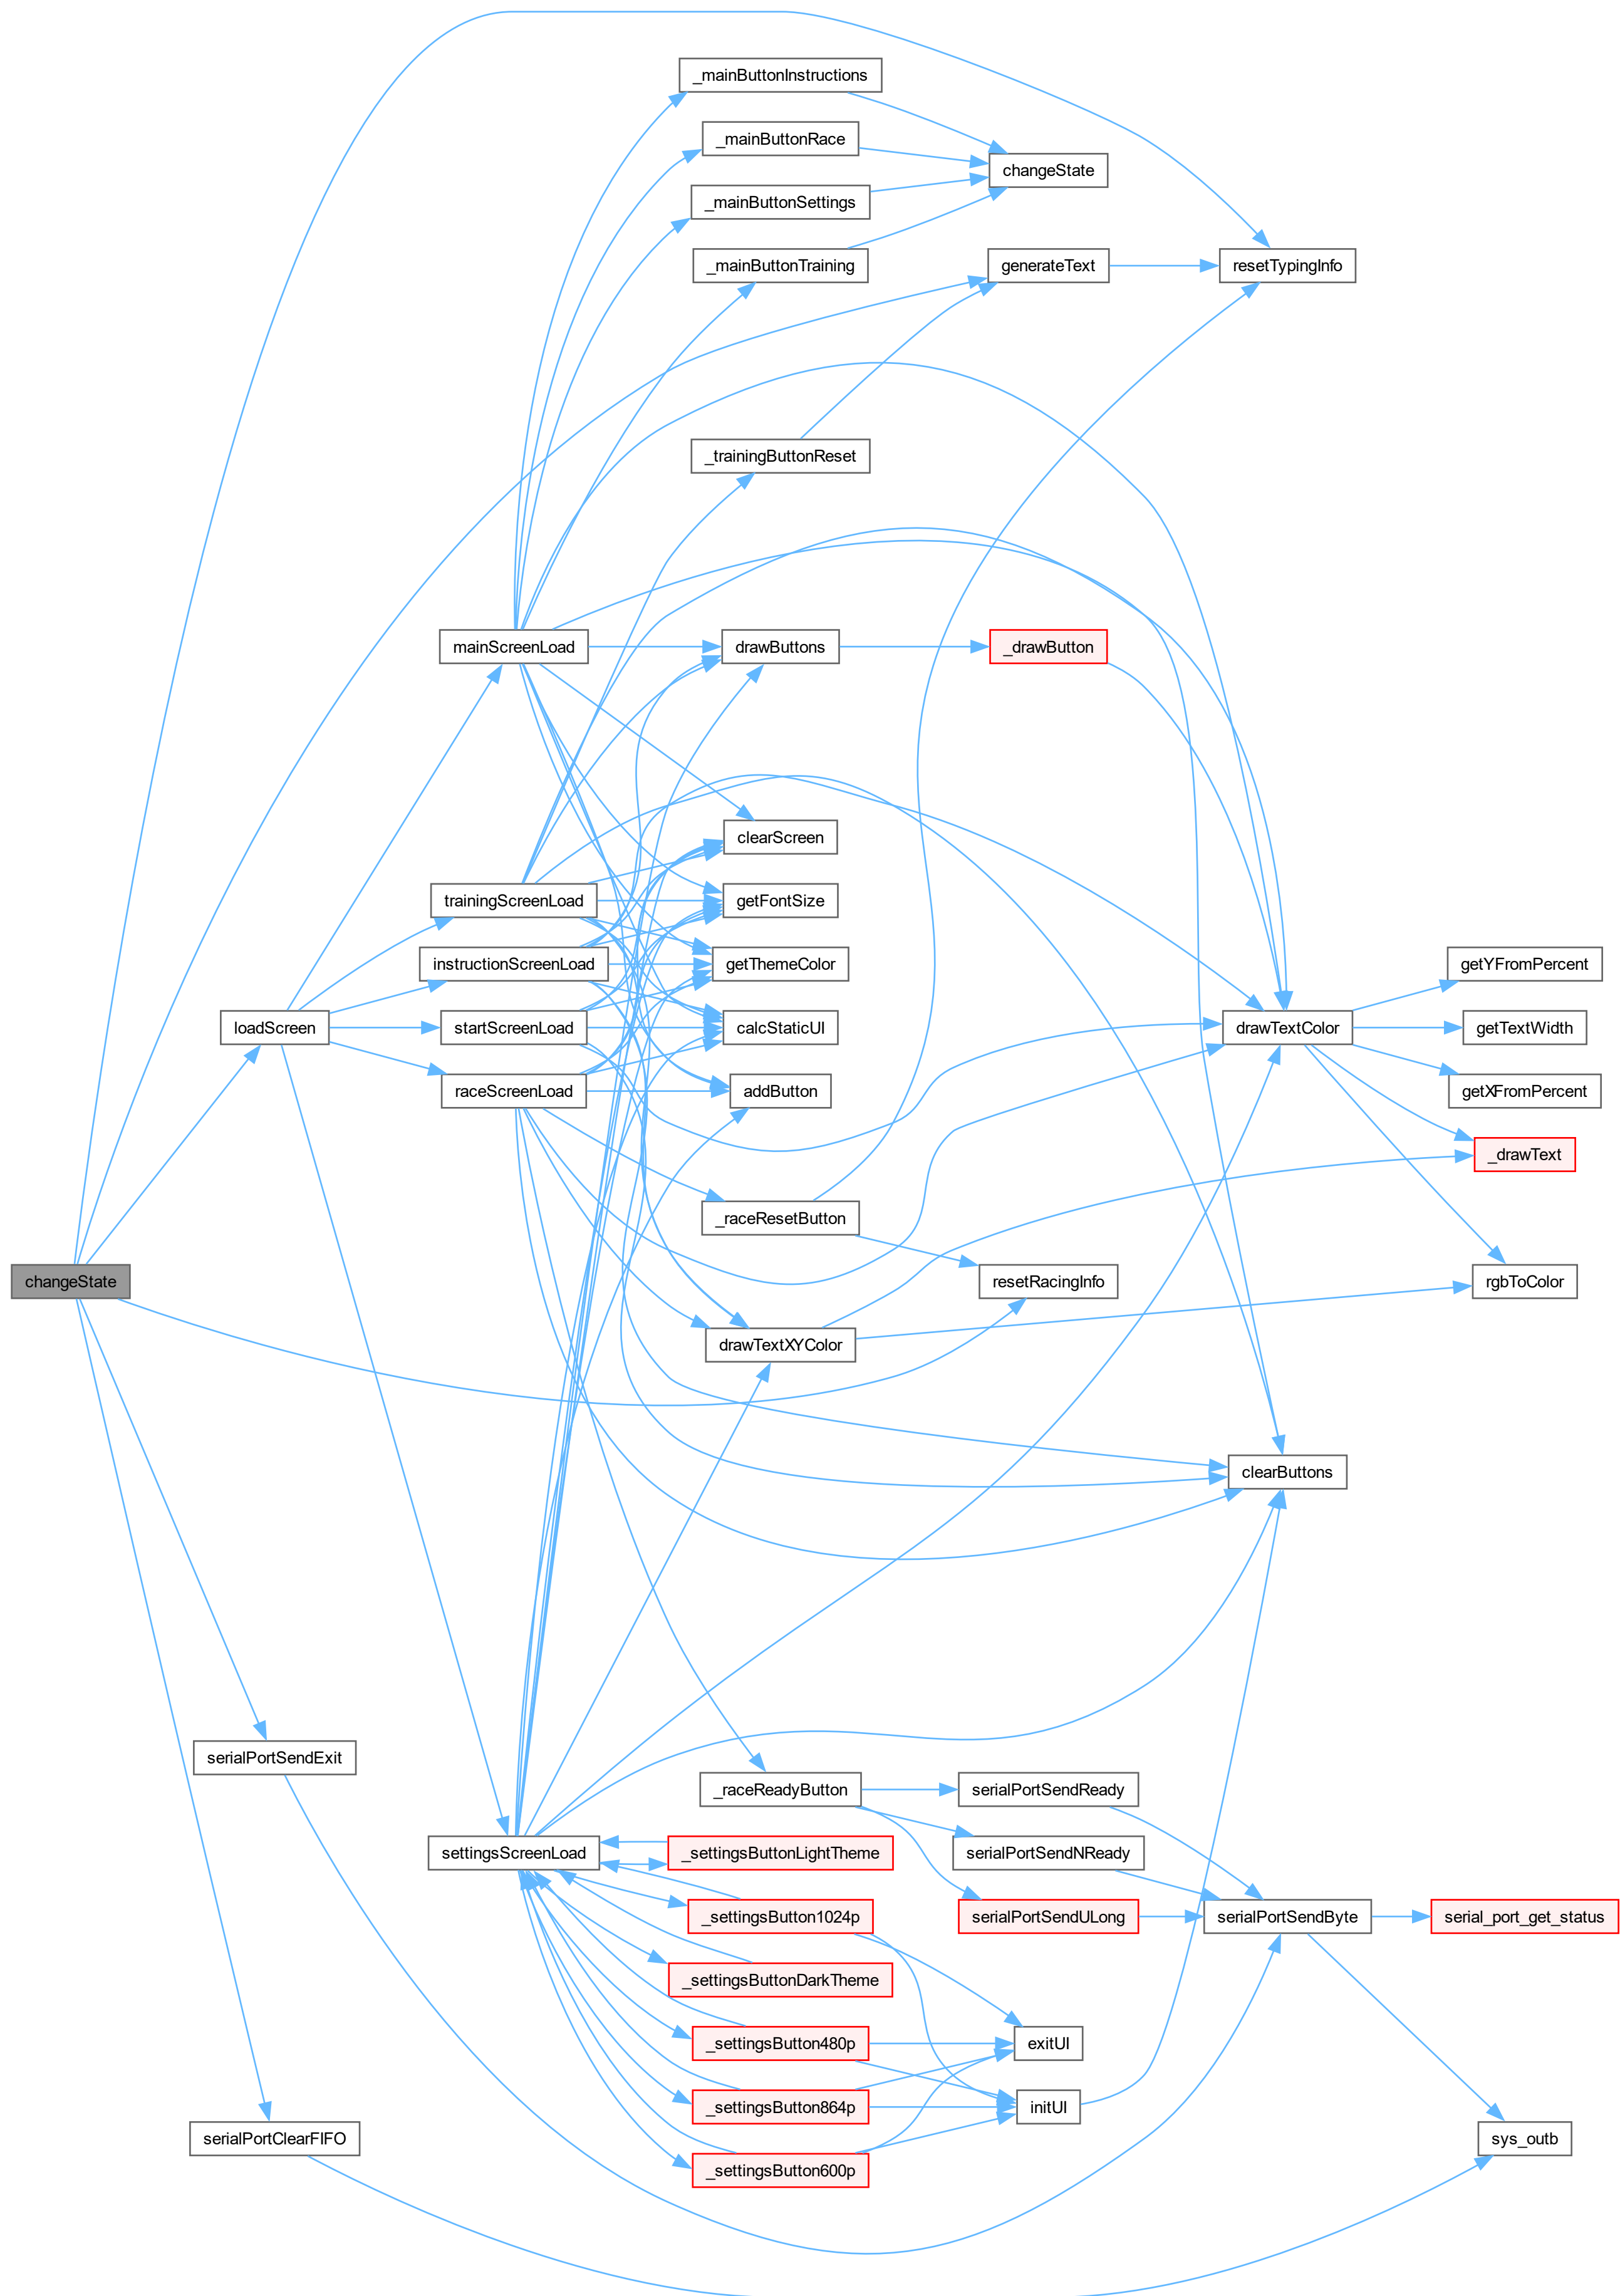 _mainButtonInstructions
_mainButtonRace
changeState
_mainButtonSettings
_mainButtonTraining
generateText
resetTypingInfo
_trainingButtonReset
mainScreenLoad
drawButtons
_drawButton
clearScreen
trainingScreenLoad
getFontSize
instructionScreenLoad
getThemeColor
getYFromPercent
loadScreen
startScreenLoad
calcStaticUI
drawTextColor
getTextWidth
raceScreenLoad
addButton
getXFromPercent
_drawText
_raceResetButton
changeState
resetRacingInfo
rgbToColor
drawTextXYColor
clearButtons
serialPortSendExit
_raceReadyButton
serialPortSendReady
settingsScreenLoad
_settingsButtonLightTheme
serialPortSendNReady
_settingsButton1024p
serialPortSendULong
serialPortSendByte
serial_port_get_status
_settingsButtonDarkTheme
_settingsButton480p
exitUI
_settingsButton864p
initUI
serialPortClearFIFO
sys_outb
_settingsButton600p